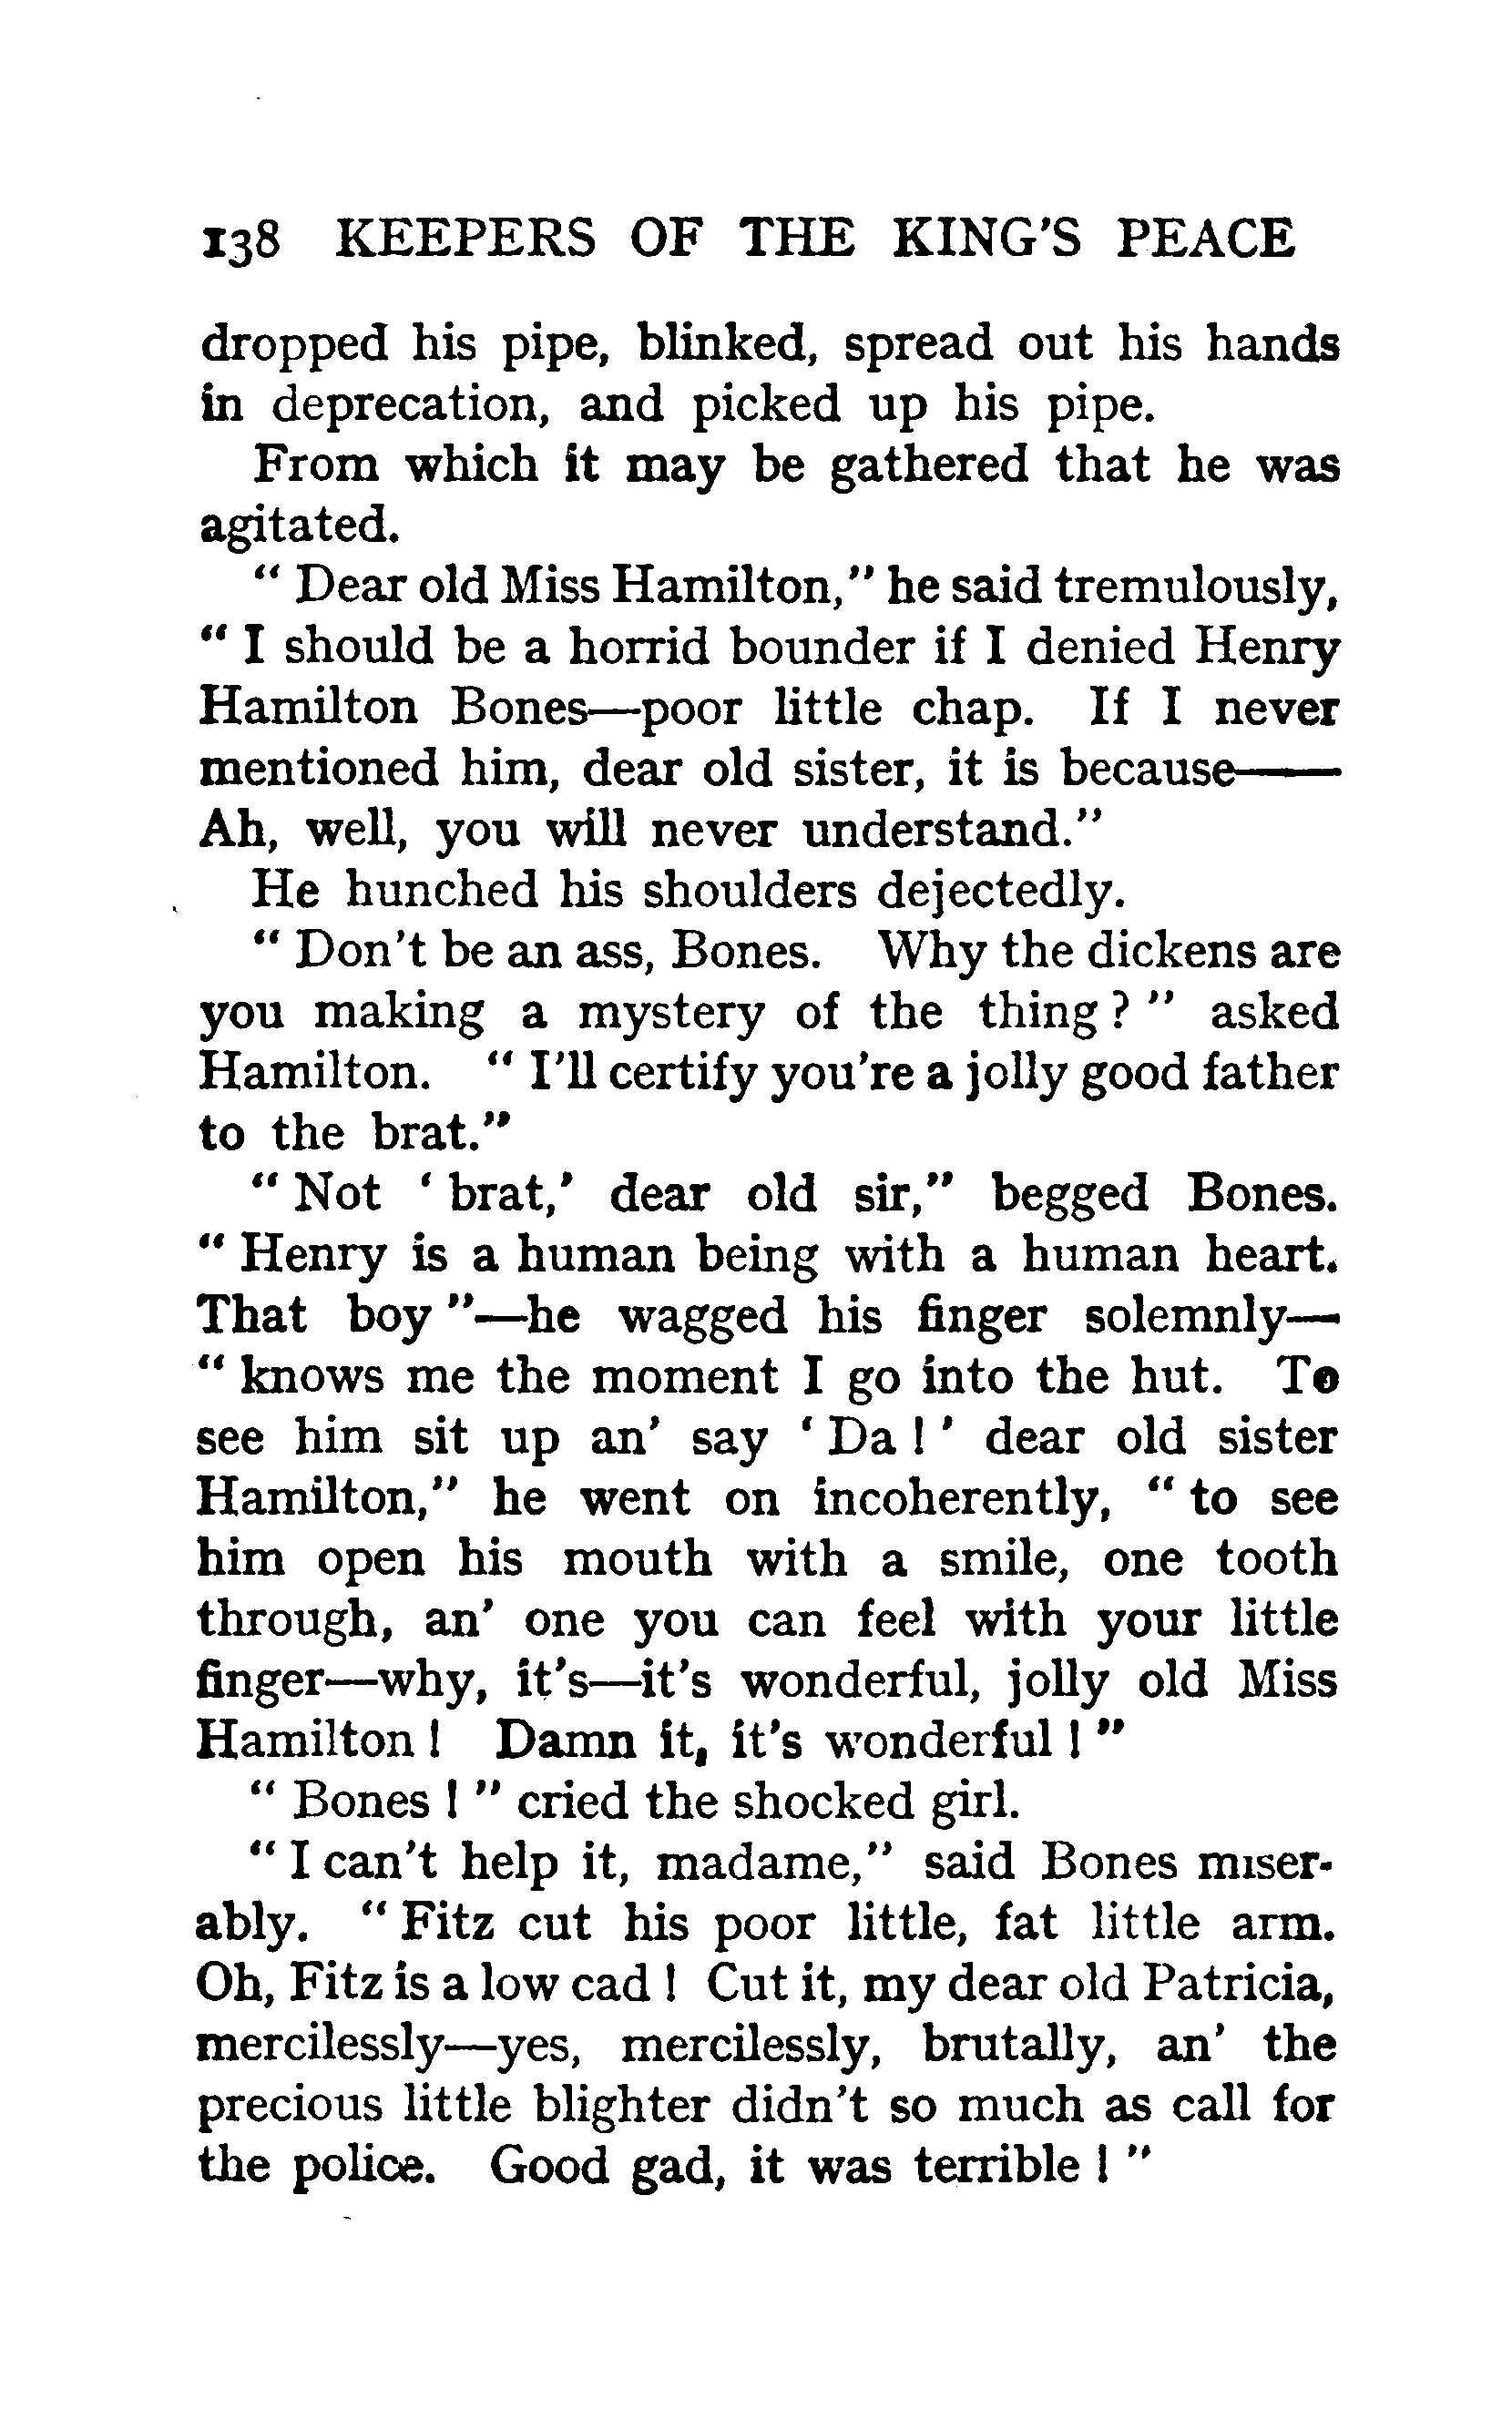 138 KEEPERS OF THE KING'S PEACE
dropped his pipe, blinked, spread out his hands
in deprecation, and picked up his pipe.
From which it may be gathered that he was
agitated.
" Dear old Miss Hamilton," he said tremulously,
" I should be a horrid bounder if I denied Henry
Hamilton Bones—poor little chap. If I never
mentioned him, dear old sister, it is because——
Ah, well, you will never understand."
He hunched his shoulders dejectedly.
" Don't be an ass, Bones. Why the dickens are
you making a mystery of the thing ? " asked
Hamilton. " I'll certify you're a jolly good father
to the brat."
" Not ' brat,' dear old sir," begged Bones.
" Henry is a human being with a human heart.
That boy "—he wagged his finger solemnly—
" knows me the moment I go into the hut. To
see him sit up an' say ' Da ! ' dear old sister
Hamilton," he went on incoherently, " to see
him open his mouth with a smile, one tooth
through, an' one you can feel with your little
finger—why, it's—it's wonderful, jolly old Miss
Hamilton ! Damn it, it's wonderful ! "
" Bones ! " cried the shocked girl.
" I can't help it, madame," said Bones miser-
ably. " Fitz cut his poor little, fat little arm.
Oh, Fitz is a low cad ! Cut it, my dear old Patricia,
mercilessly—yes, mercilessly, brutally, an' the
precious little blighter didn't so much as call for
the police. Good gad, it was terrible ! "